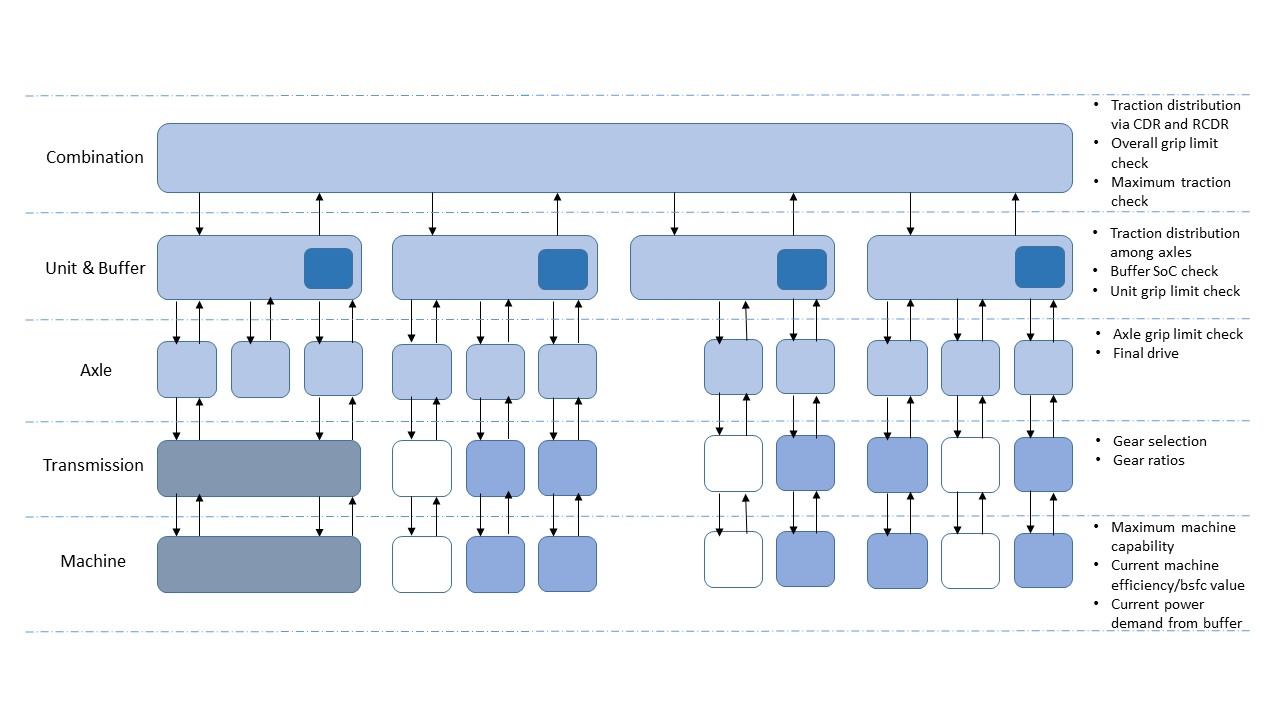 Combination
• Traction distribution
via CDR and RCDR
• Overall grip limit
check
• Maximum traction
check
Unit & Buffer
• Traction distribution
among axles
• Buffer SoC check
• Unit grip limit check
Axle
• Axle grip limit check
• Final drive
Transmission
• Gear selection
• Gear ratios
Machine
• Maximum machine
capability
• Current machine
efficiency/bsfc value
• Current power
demand from buffer